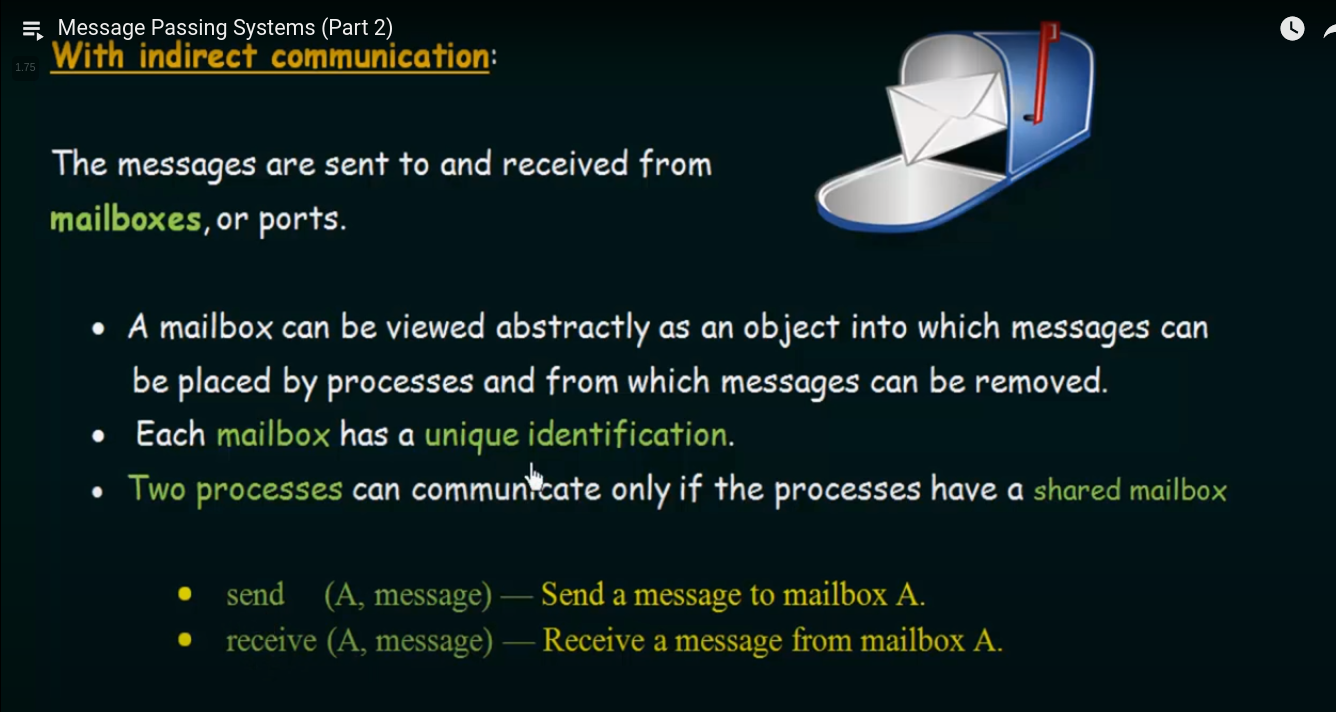 Message Passing Systems (Part 2)
With indirect communication:
1.75
The messages are sent to and received from
mailboxes, or ports.
• A mailbox can be viewed abstractly as an object into which messages can
be placed by processes and from which messages can be removed.
• Each mailbox has a unique identification.
• Two processes can communicate only if the processes have a shared mailbox
• send (A, message) — Send a message to mailbox A.
• receive (A, message) — Receive a message from mailbox A.